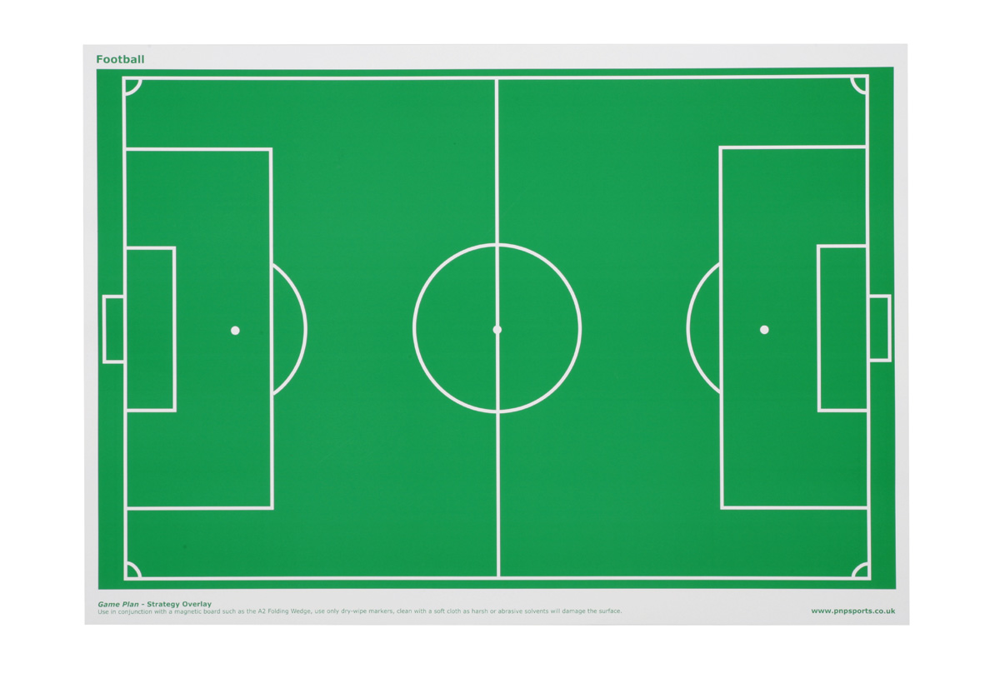 Football
Game Plan - Strategy Overlay
Use in conjunction with a magnetic board such as the A2 Folding Wedge, use only dry-wipe markers, clean with a soft cloth as harsh or abrasive solvents will damage the surface.
www.pnpsports.co.uk